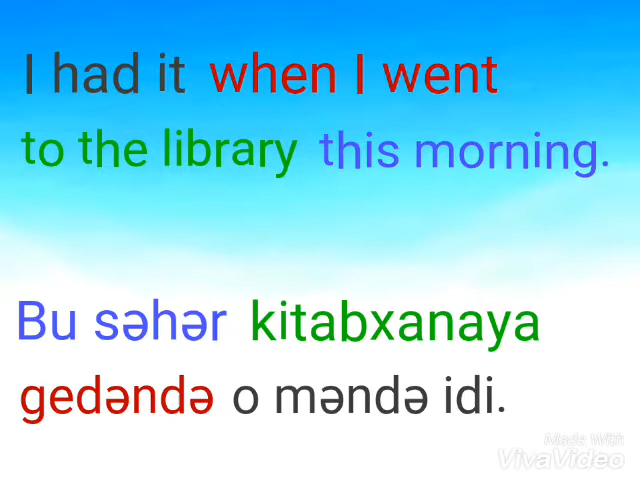 I had it when I went
to the library this morning.
Bu səhər kitabxanaya
gedəndə o məndə idi.
Made With
VivaVideo